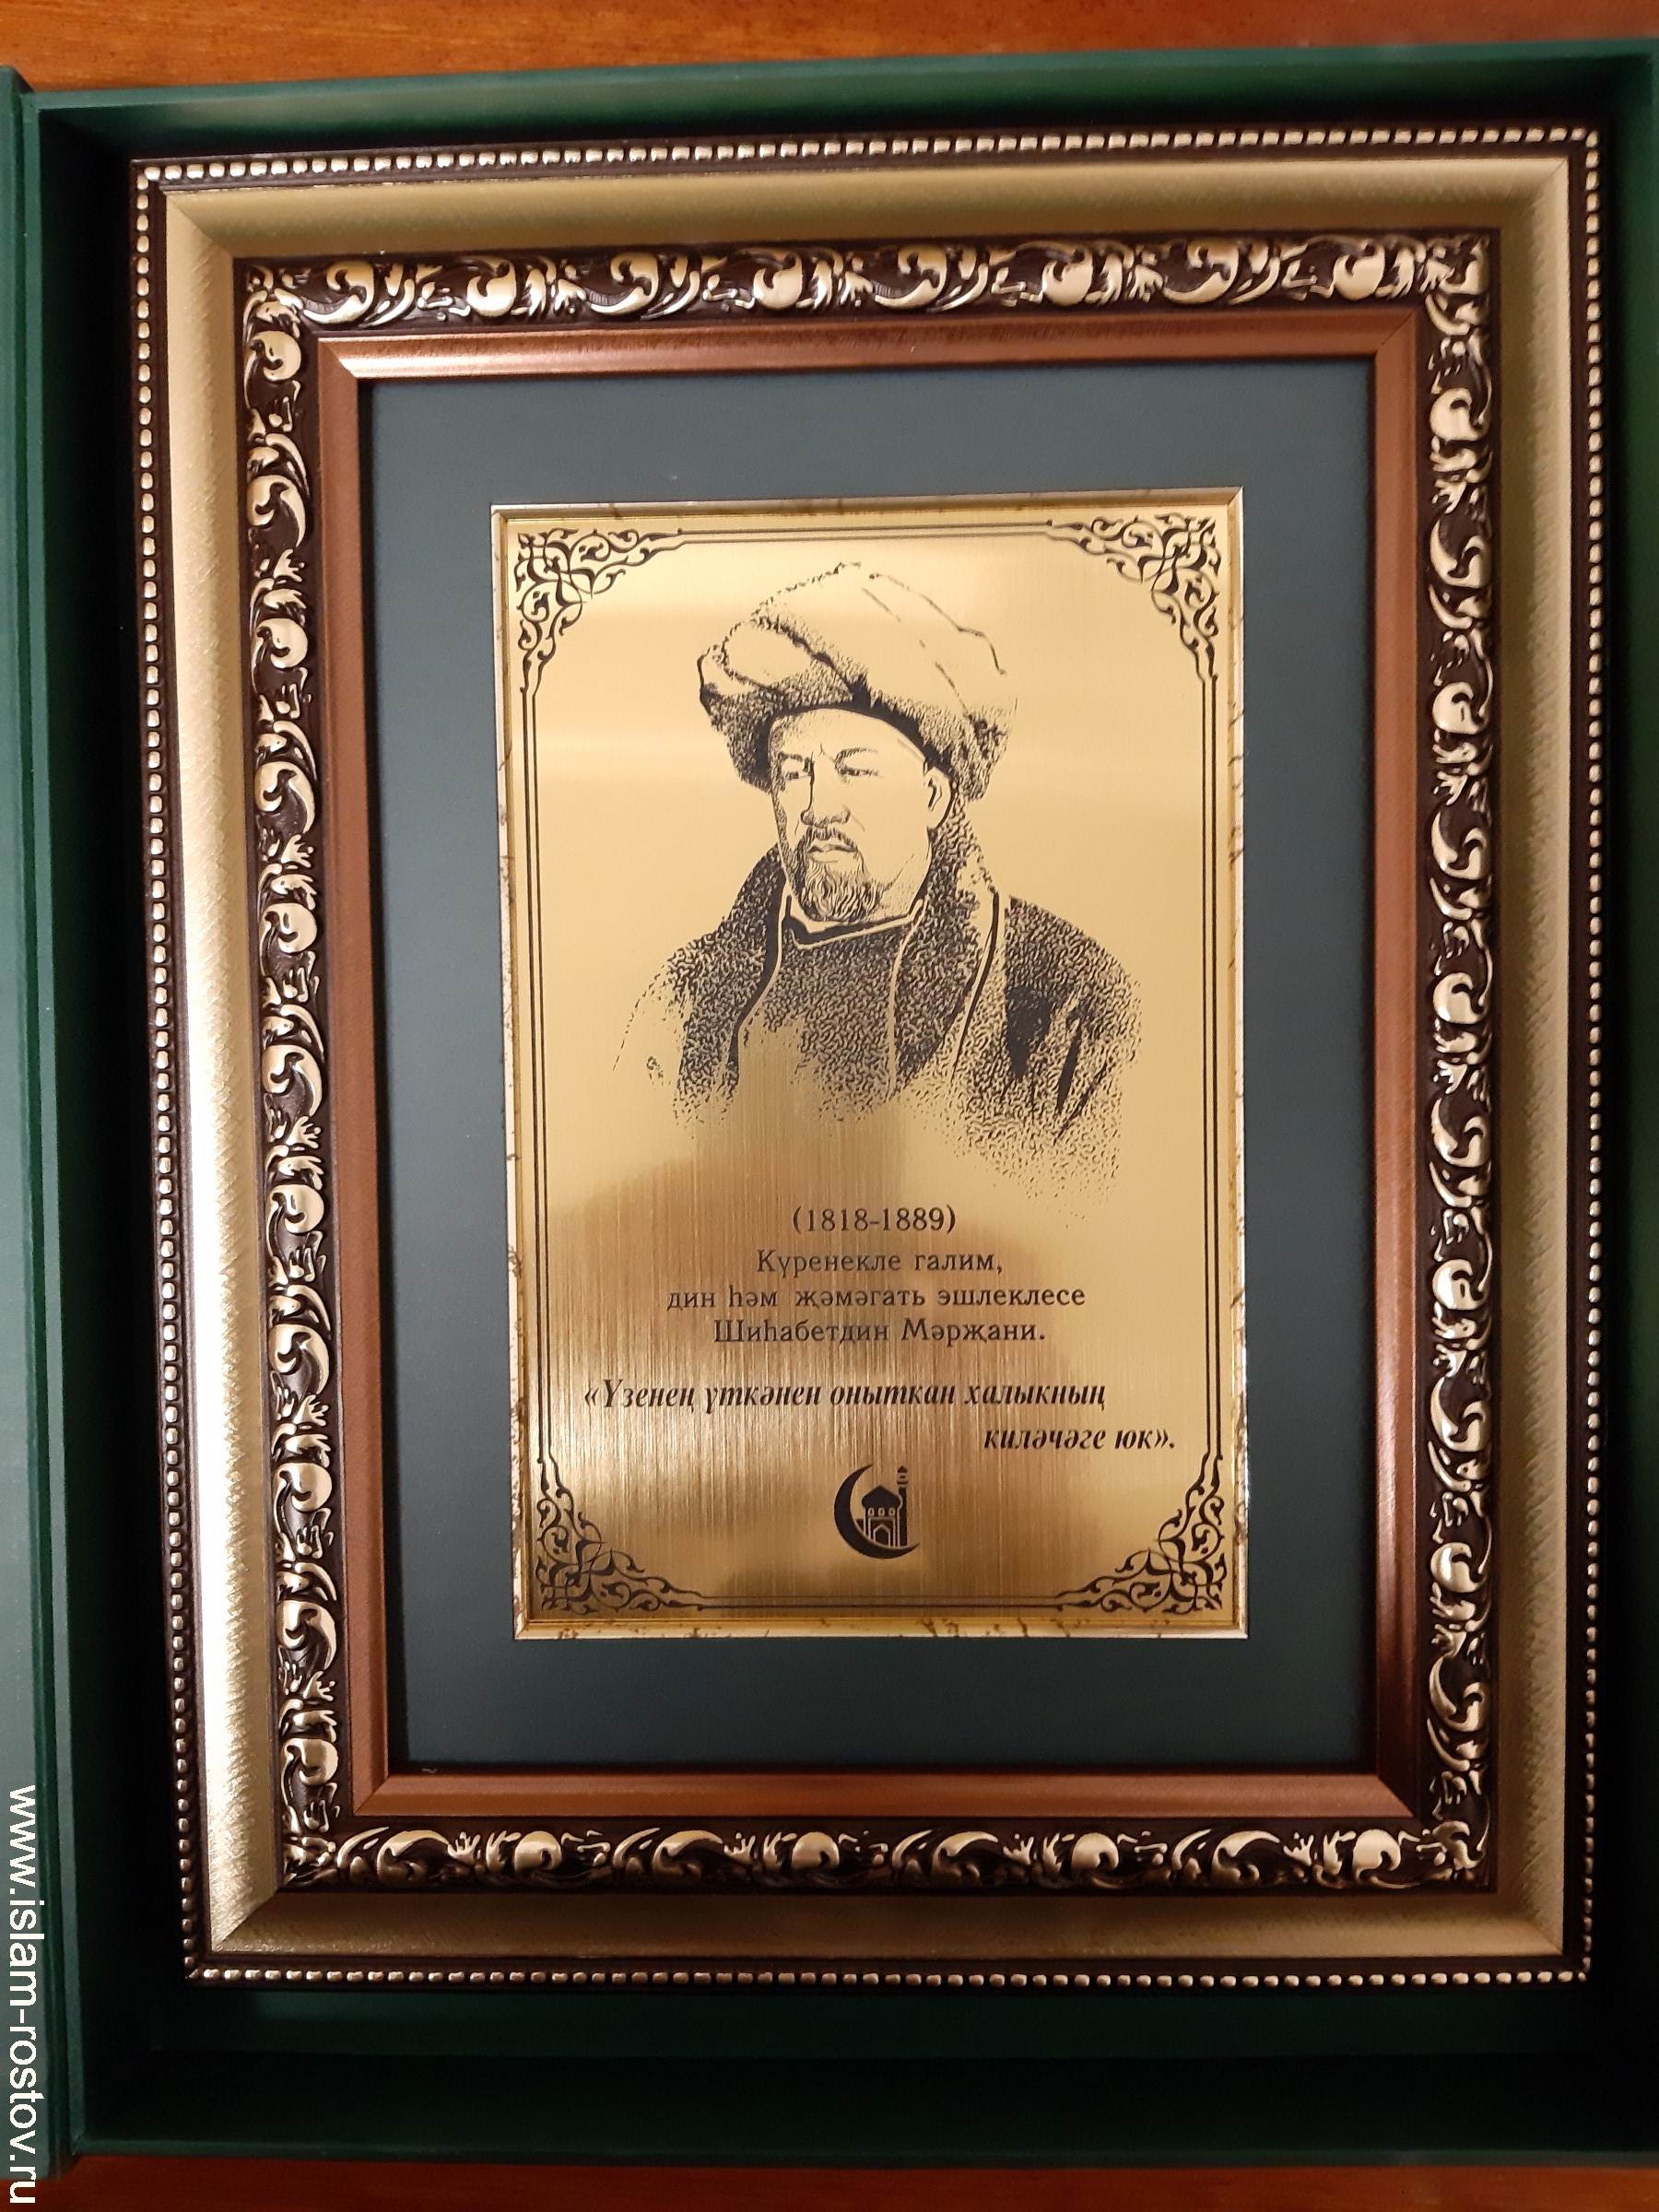 (1818-1889)
Күренекле галим,
дин һәм җәмәгать эшлеклесе
Шиһабетдин Мәрҗани.
«Үзенең үткәнен оныткан халыкның
киләчәге юк».
www.islam-rostov.ru